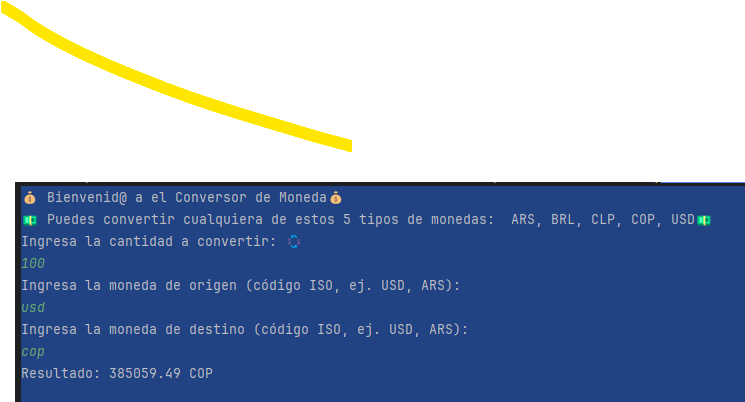 💰 Bienvenid@ a el Conversor de Moneda💰
💵 Puedes convertir cualquiera de estos 5 tipos de monedas:  ARS, BRL, CLP, COP, USD💵
Ingresa la cantidad a convertir: 💱
100
Ingresa la moneda de origen (código ISO, ej. USD, ARS):
usd
Ingresa la moneda de destino (código ISO, ej. USD, ARS):
cop
Resultado: 385059.49 COP